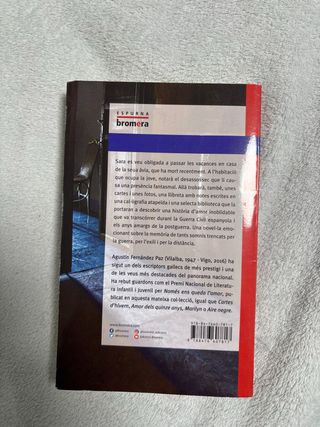 ESPURNA
bromera
Sara es veu obligada a passar les vacances en casa
de la seua àvia, que ha mort recentment. A l'habitació
que ocupa la jove, notarà el desassossec que li cau-
sa una presència fantasmal. Allà trobarà, també, unes
cartes i unes fotos, una llibreta amb notes escrites en
una cal·ligrafia atapeïda i una selecta biblioteca que la
portaran a descobrir una història d'amor inoblidable
que va transcórrer durant la Guerra Civil espanyola i
els anys amargs de la postguerra. Una novel·la emo-
cionant sobre la memòria de tants somnis trencats per
la guerra, per l'exili i per la distància.
Agustín Fernández Paz (Vilalba, 1947 - Vigo, 2016) ha
sigut un dels escriptors gallecs de més prestigi i una
de les veus més destacades del panorama nacional.
Ha rebut guardons com el Premi Nacional de Literatu-
ra Infantil i Juvenil per Només ens queda l'amor, pu-
blicat en aquesta mateixa col·lecció, igual que Cartes
d'hivern, Amor dels quinze anys, Marilyn o Aire negre.
www.bromera.com